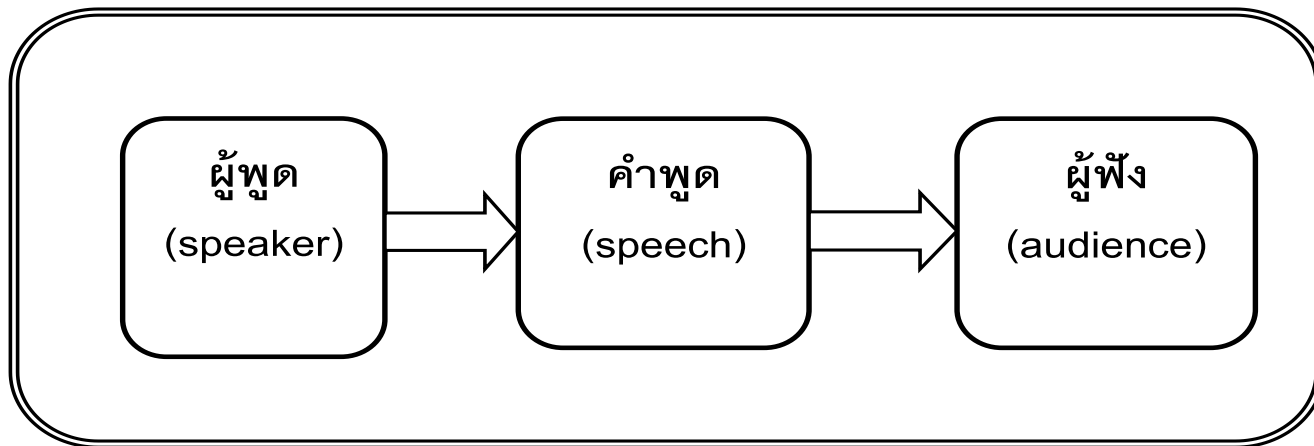 ผู้พูด
(speaker)
คำพูด
(speech)
ผู้ฟัง
(audience)